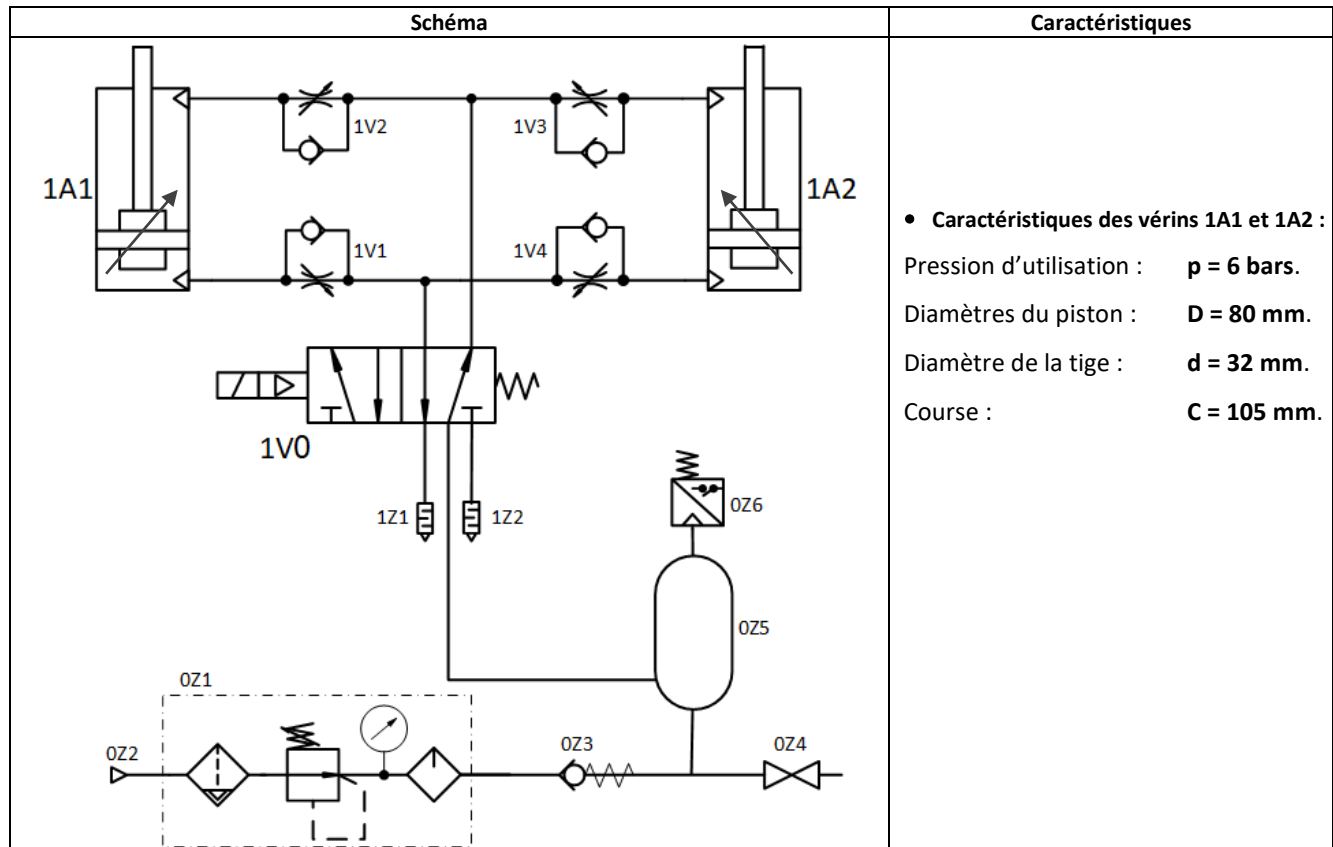 Schéma
Caractéristiques
1V2
1V3
1A1
1A2
1V1
1V4
1V0
1Z1
1Z2
0Z6
0Z5
0Z1
0Z2
0Z3
0Z4
• Caractéristiques des vérins 1A1 et 1A2 :
Pression d’utilisation : p = 6 bars.
Diamètres du piston : D = 80 mm.
Diamètre de la tige : d = 32 mm.
Course : C = 105 mm.